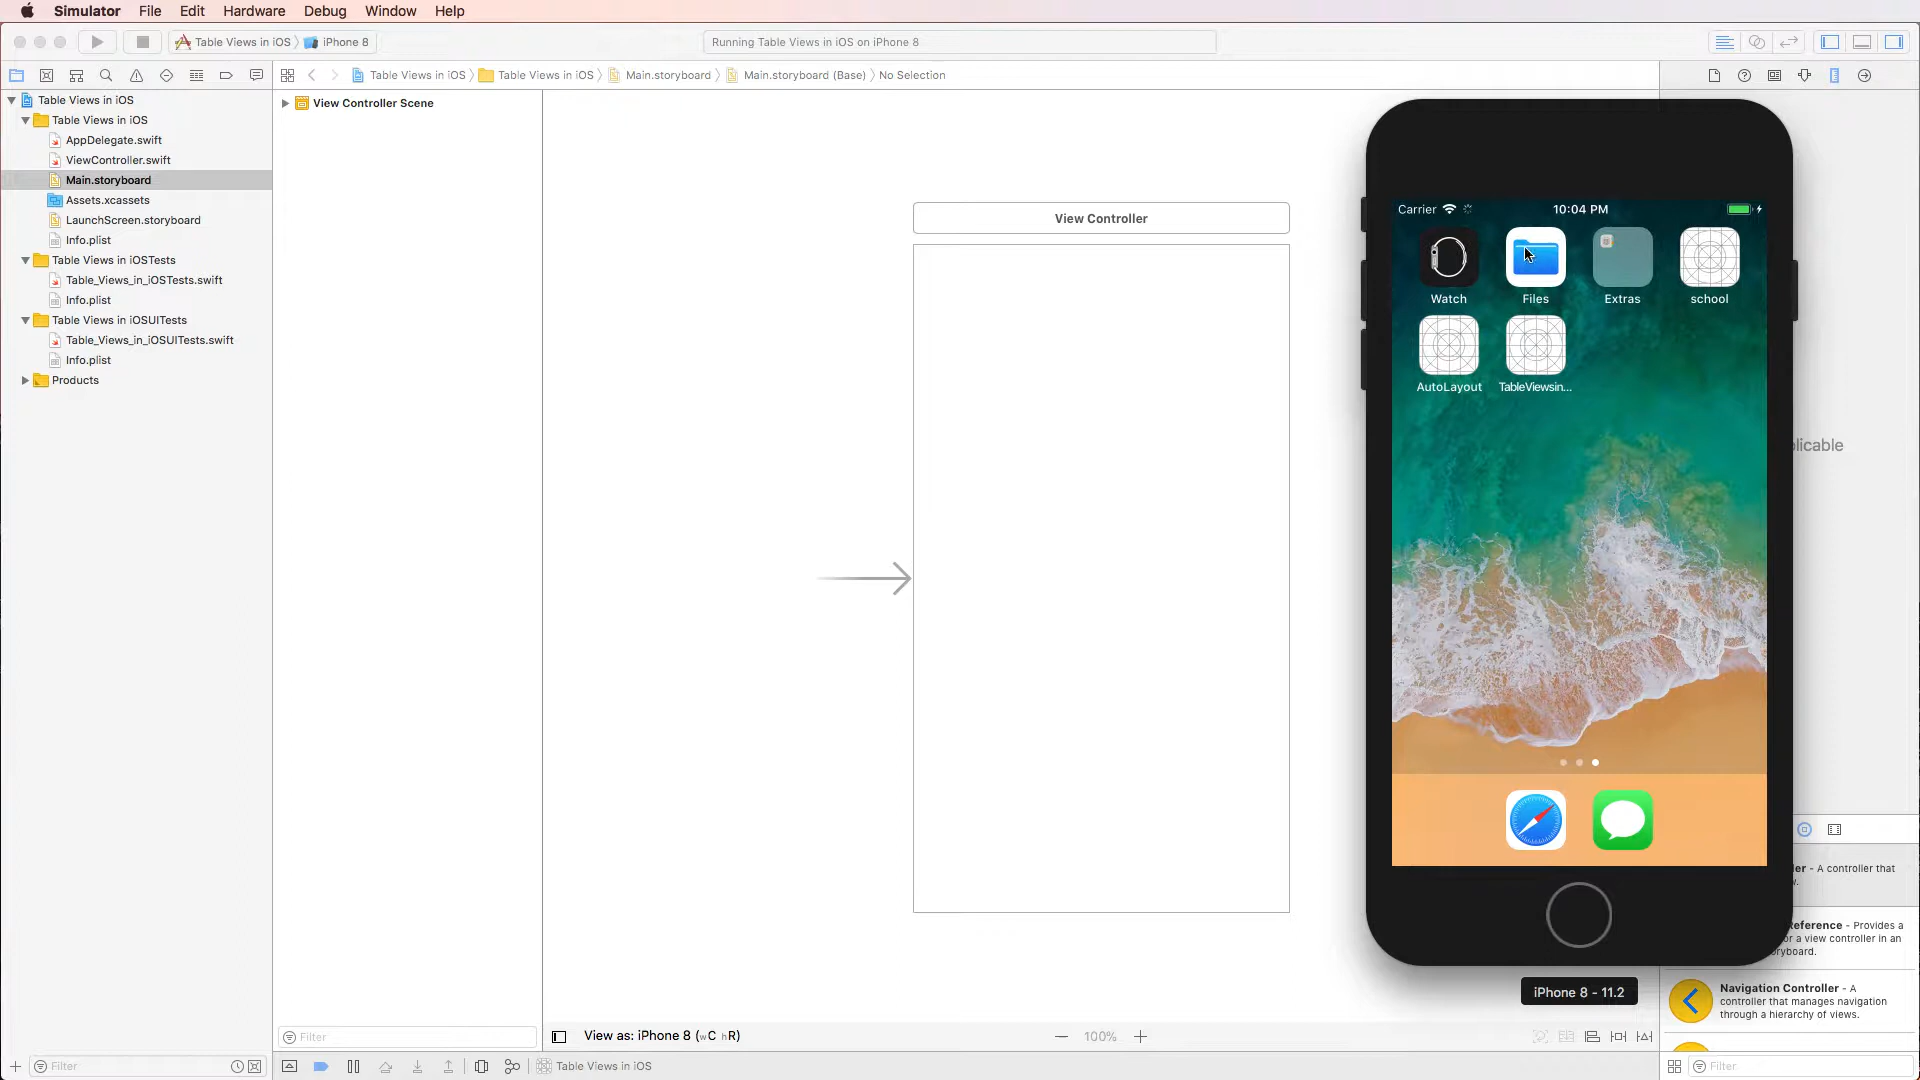 Simulator File Edit Hardware Debug Window Help
Table Views in iOS iPhone 8
Running Table Views in iOS on iPhone 8
Table Views in iOS Table Views in iOS Main.storyboard Main.storyboard (Base) No Selection
Table Views in iOS
Table Views in iOS
AppDelegate.swift
ViewController.swift
Main.storyboard
Assets.xcassets
LaunchScreen.storyboard
Info.plist
Table Views in iOSTests
Table_Views_in_iOSTests.swift
Info.plist
Table Views in iOSUITests
Table_Views_in_iOSUITests.swift
Info.plist
Products
Filter
View Controller Scene
Filter
View Controller
View as: iPhone 8 (wC hR)
100%
Table Views in iOS
Carrier 10:04 PM
Watch Files Extras school
AutoLayout TableViewsin...
iPhone 8 - 11.2
plicable
ler - A controller that
w.
Reference - Provides a
or a view controller in an
oryboard.
Navigation Controller - A
controller that manages navigation
through a hierarchy of views.
Filter